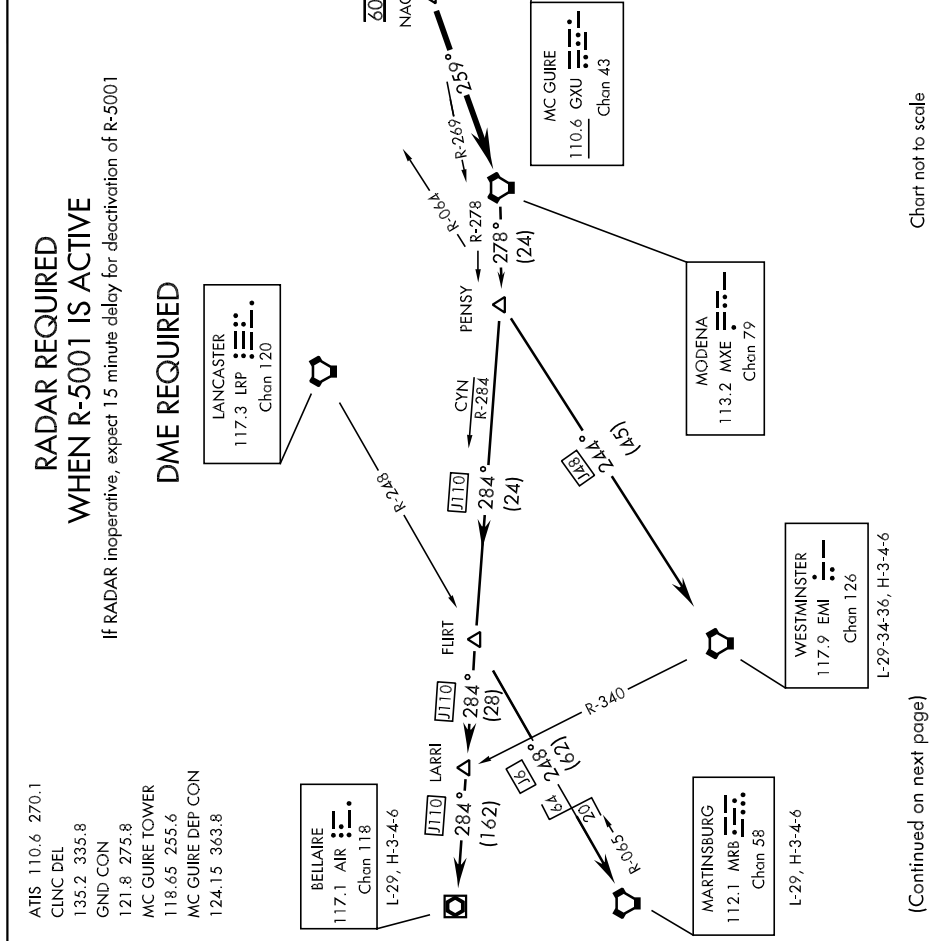 RADAR REQUIRED
WHEN R-5001 IS ACTIVE
If RADAR inoperative, expect 15 minute delay for deactivation of R-5001
DME REQUIRED
ATIS 110.6 270.1
CLNC DEL
135.2 335.8
GND CON
121.8 275.8
MC GUIRE TOWER
118.65 255.6
MC GUIRE DEP CON
124.15 363.8
LANCASTER
117.3 LRP
Chan 120
MC GUIRE
110.6 GXU
Chan 43
60
NAC
259°
R-269
R-064
R-278
278°
(24)
PENSY
CYN
R-284
J110
284°
(24)
R-248
FLIRT
J110
284°
(28)
LARRI
J110
284°
(162)
J48
244°
(45)
R-340
J6
248°
(62)
64
20
R-065
MODENA
113.2 MXE
Chan 79
BELLAIRE
117.1 AIR
Chan 118
L-29, H-3-4-6
WESTMINSTER
117.9 EMI
Chan 126
L-29-34-36, H-3-4-6
MARTINSBURG
112.1 MRB
Chan 58
L-29, H-3-4-6
(Continued on next page)
Chart not to scale